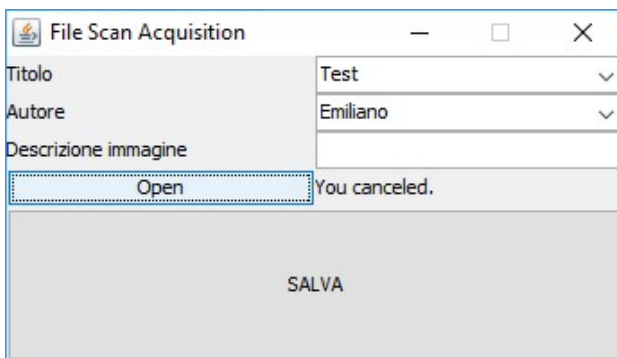 File Scan Acquisition
Titolo Test
Autore Emiliano
Descrizione immagine
Open You canceled.
SALVA